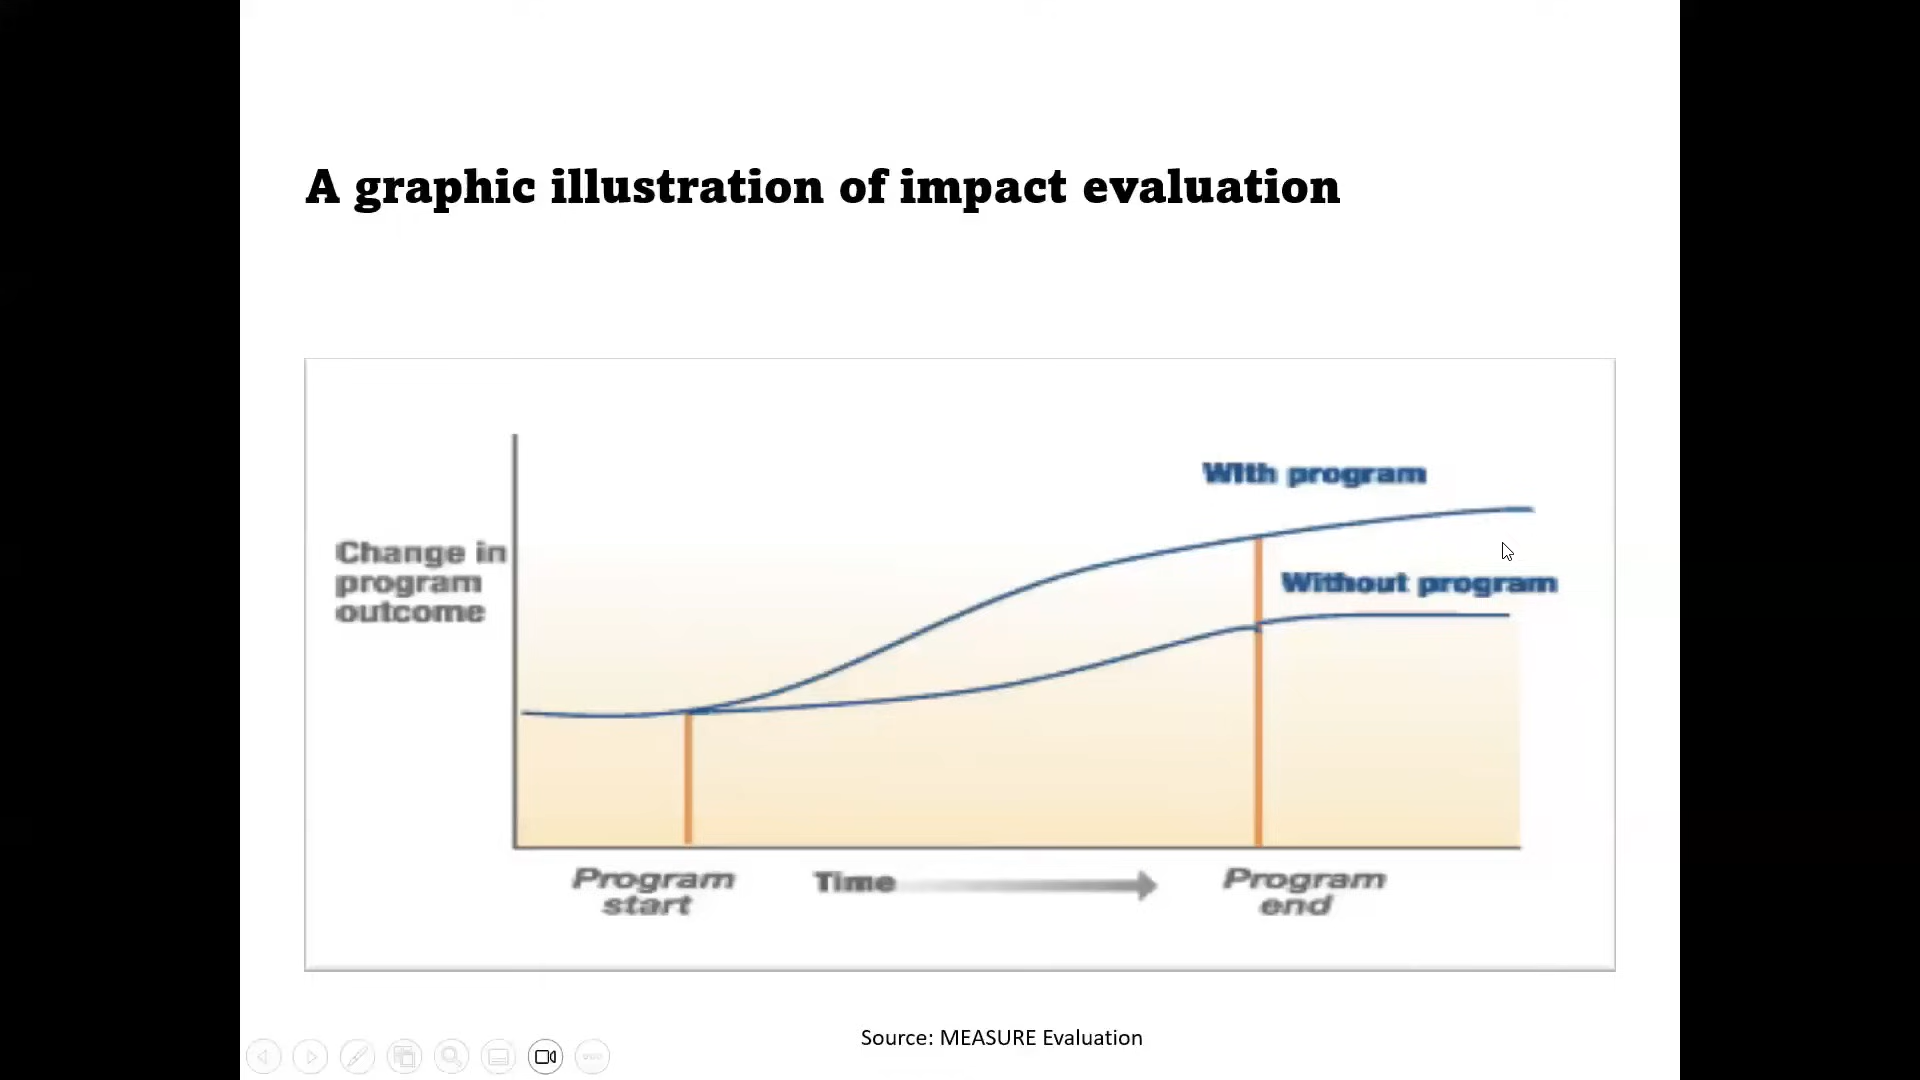 A graphic illustration of impact evaluation
With program
Change in
program
outcome
Without program
Program
start
Time
Program
end
Source: MEASURE Evaluation